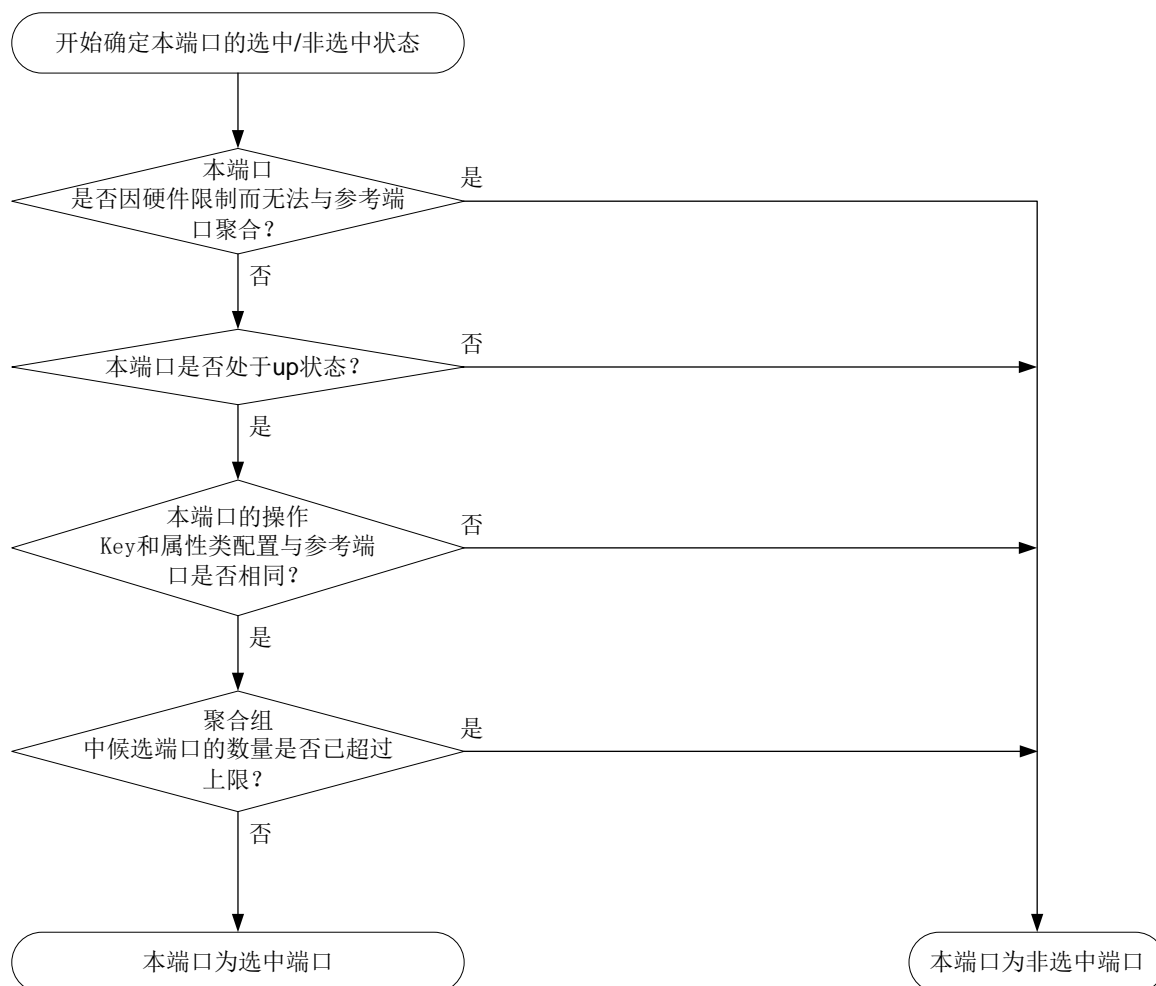 开始确定本端口的选中/非选中状态
本端口
是否因硬件限制而无法与参考端
口聚合？
是
否
本端口是否处于up状态？
否
是
本端口的操作
Key和属性类配置与参考端
口是否相同？
否
是
聚合组
中候选端口的数量是否已超过
上限？
是
否
本端口为选中端口
本端口为非选中端口